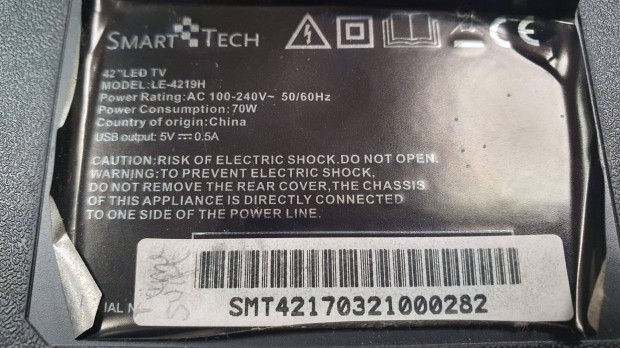 SMART TECH
42"LED TV
MODEL:LE-4219H
Power Rating:AC 100-240V~ 50/60Hz
Power Consumption:70W
Country of origin:China
USB output: 5V⎓0.5A
CAUTION:RISK OF ELECTRIC SHOCK.DO NOT OPEN.
WARNING:TO PREVENT ELECTRIC SHOCK,
DO NOT REMOVE THE REAR COVER,THE CHASSIS
OF THIS APPLIANCE IS DIRECTLY CONNECTED
TO ONE SIDE OF THE POWER LINE.
SMT42170321000282